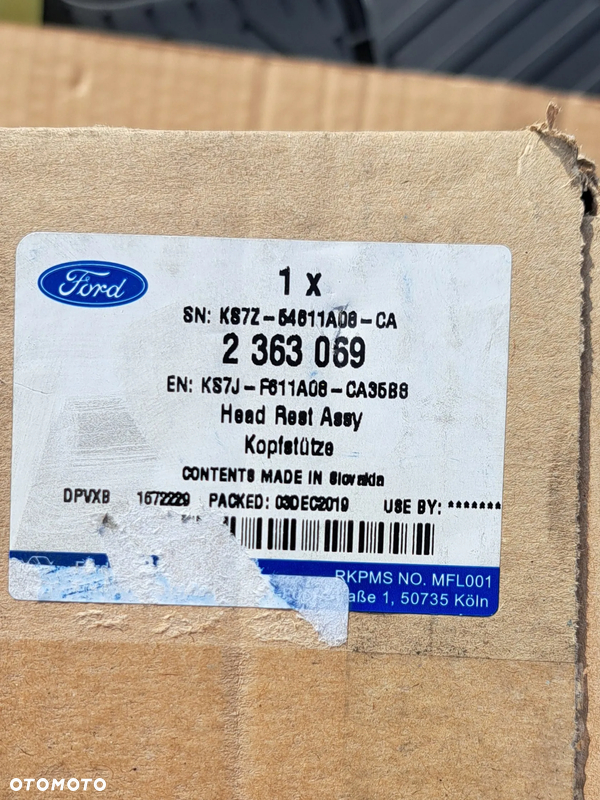 Ford
1 x
SN: KS7Z-54611A08-CA
2 363 069
EN: KS7J-F611A08-CA35B8
Head Rest Assy
Kopfstütze
CONTENTS MADE IN Slovakia
DPVXB 1672229 PACKED: 03DEC2019 USE BY: *******
RKPMS NO. MFL001
aße 1, 50735 Köln
OTOMOTO